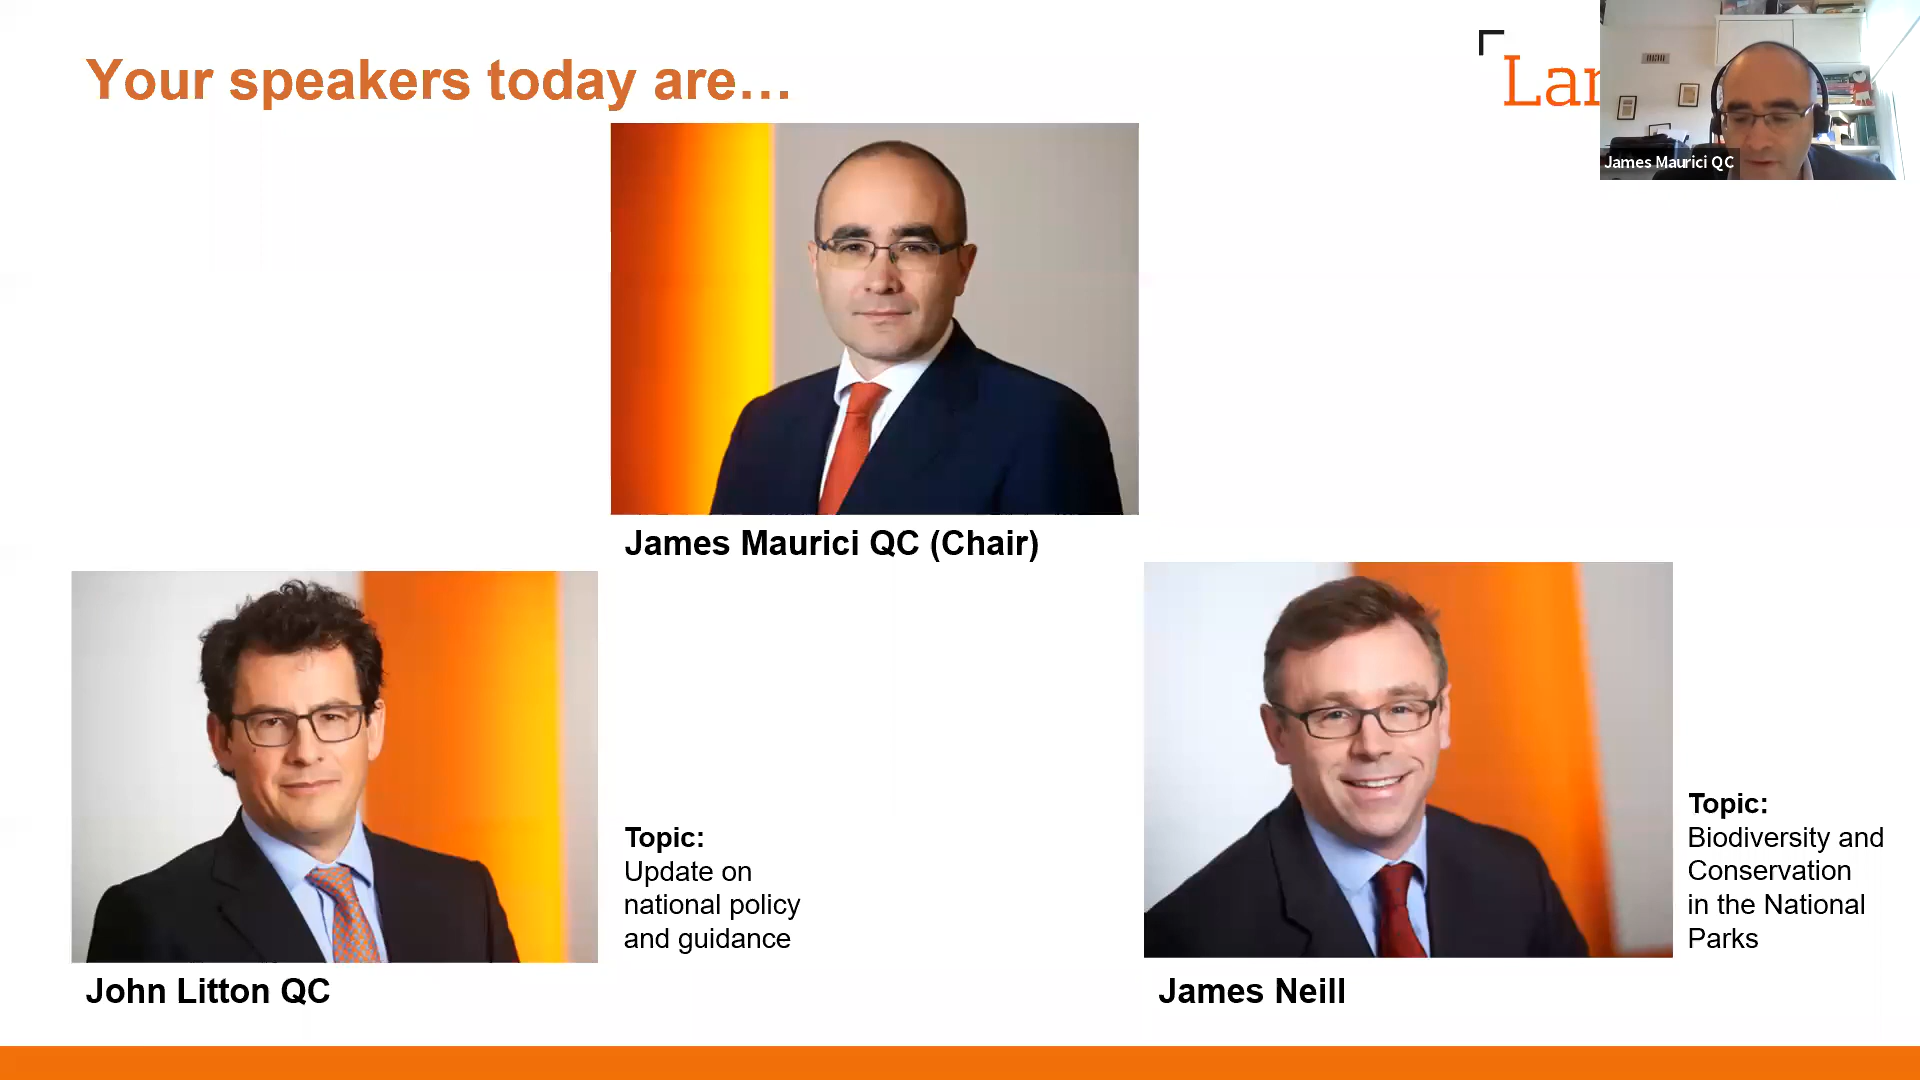 Your speakers today are...
Lan
James Maurici QC
James Maurici QC (Chair)
Topic:
Update on
national policy
and guidance
John Litton QC
Topic:
Biodiversity and
Conservation
in the National
Parks
James Neill